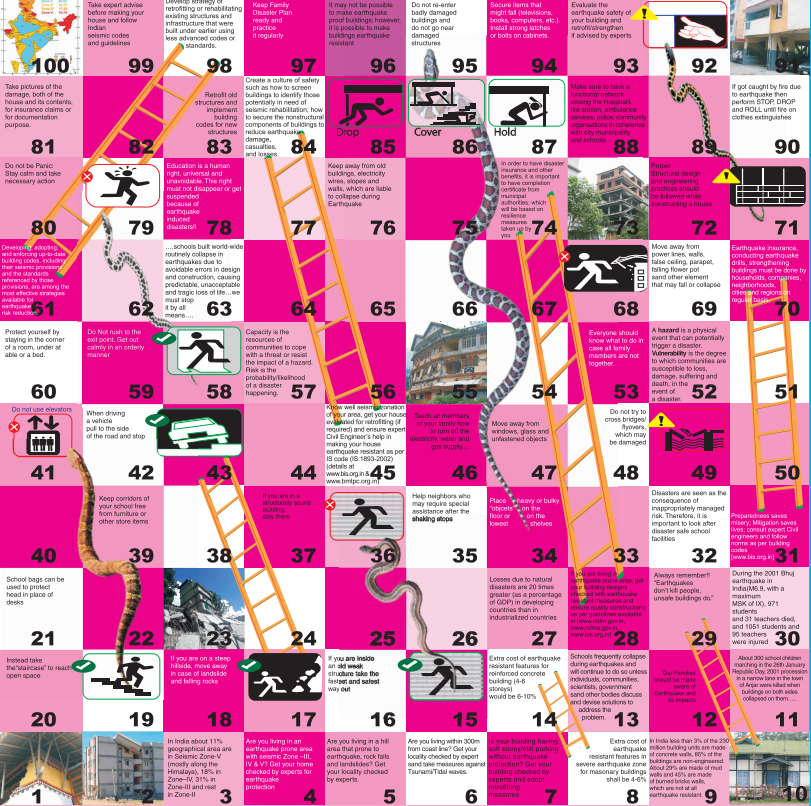 100
Take expert advise
before making your
house and follow
Indian
seismic codes
and guidelines
99
Develop strategy of
retrofitting or rehabilitating
existing structures and
infrastructure that were
built under earlier using
less advanced codes or
standards.
98
Keep Family
Disaster Plan
ready and
practice
it regularly
97
It may not be possible
to make earthquake
proof buildings; however,
it is possible to make
buildings earthquake
resistant
96
Do not re-enter
badly damaged
buildings and
do not go near
damaged
structures
95
Secure items that
might fall (televisions,
books, computers, etc.).
Install strong latches
or bolts on cabinets.
94
Evaluate the
earthquake safety of
your building and
retrofit/strengthen
if advised by experts
93
92
91
Take pictures of the
damage, both of the
house and its contents,
for insurance claims or
for documentation
purpose.
81
82
Retrofit old
structures and
implement
building
codes for new
structures
83
Create a culture of safety
such as how to screen
buildings to identify those
potentially in need of
seismic rehabilitation; how
to secure the nonstructural
components of buildings to
reduce earthquake
damage,
casualties,
and losses
84
Drop
85
Cover
86
Hold
87
Make sure to have a
functional network
among the Hospitals,
fire station, ambulance
services, police, community
organisations in coherence
with city municipality
and schools
88
89
If got caught by fire due
to earthquake then
perform STOP, DROP
and ROLL until fire on
clothes extinguishes
90
Do not be Panic:
Stay calm and take
necessary action
80
79
Education is a human
right, universal and
unavoidable. This right
must not disappear or get
suspended
because of
earthquake
induced
disasters!!
78
77
Keep away from old
buildings, electricity
wires, slopes and
walls, which are liable
to collapse during
Earthquake
76
75
In order to have disaster
insurance and other
benefits, it is important
to have completion
certificate from
municipal
authorities; which
will be based on
resilience
measures
taken up by
you
74
73
Proper
Structural design
and engineering
practices should
be followed while
constructing a house
72
71
Developing, adopting,
and enforcing up-to-date
building codes, including
their seismic provisions
and the standards
referenced by those
provisions, are among the
most effective strategies
available for
earthquake
risk reduction
61
62
….schools built world-wide
routinely collapse in
earthquakes due to
avoidable errors in design
and construction, causing
predictable, unacceptable
and tragic loss of life…we
must stop
it by all
means….
63
64
65
66
67
68
Move away from
power lines, walls,
false ceiling, parapet,
falling flower pot
sand other element
that may fall or collapse
69
Earthquake insurance,
conducting earthquake
drills, strengthening
buildings must be done by
households, companies,
neighborhoods,
cities and regions on
regular basis
70
Protect yourself by
staying in the corner
of a room, under at
able or a bed.
60
Do Not rush to the
exit point. Get out
calmly in an orderly
manner
59
58
Capacity is the
resources of
communities to cope
with a threat or resist
the impact of a hazard.
Risk is the
probability/likelihood
of a disaster
happening.
57
56
55
54
Everyone should
know what to do in
case all family
members are not
together.
53
A hazard is a physical
event that can potentially
trigger a disaster.
Vulnerability is the degree
to which communities are
susceptible to loss,
damage, suffering and
death, in the
event of
a disaster.
52
51
Do not use elevators
41
When driving
a vehicle
pull to the side
of the road and stop
42
43
44
Know well seismic zonation
of your area, get your house
evaluated for retrofitting (if
required) and ensure expert
Civil Engineer's help in
making your house
earthquake resistant as per
IS code (IS:1893-2002)
(details at
www.bis.org.in &
www.bmtpc.org.in)
45
Teach all members
of your family how
to turn off the
electricity, water and
gas supply....
46
Move away from
windows, glass and
unfastened objects
47
Do not try to
cross bridges/
flyovers,
which may
be damaged
48
49
50
40
Keep corridors of
your school free
from furniture or
other store items
39
38
If you are in a
structurally sound
building,
stay there
37
36
Help neighbors who
may require special
assistance after the
shaking stops
35
Place heavy or bulky
"objets on the
floor or on the
lowest shelves
34
33
Disasters are seen as the
consequence of
inappropriately managed
risk. Therefore, it is
important to look after
disaster safe school
facilities
32
Preparedness saves
misery; Mitigation saves
lives; consult expert Civil
engineers and follow
norms as per building
codes
[www.bis.org.in]
31
School bags can be
used to protect
head in place of
desks
21
22
23
24
25
26
Losses due to natural
disasters are 20 times
greater (as a percentage
of GDP) in developing
countries than in
industrialized countries
27
If you are living in
earthquake prone area, get
your building designs
checked with earthquake
resistant measures and
ensure quality constructions
as per guidelines available
in [www.nidm.gov.in,
www.ndma.gov.in,
www.bis.org.in]
28
Always remember!!
"Earthquakes
don't kill people,
unsafe buildings do."
29
During the 2001 Bhuj
earthquake in
India(M6.9, with a
maximum
MSK of IX), 971
students
and 31 teachers died,
and 1051 students and
95 teachers
were injured
30
Instead take
the"staircase" to reach
open space
20
19
If you are on a steep
hillside, move away
in case of landslide
and falling rocks
18
17
If you are inside
an old weak
structure take the
fastest and safest
way out
16
15
Extra cost of earthquake
resistant features for
reinforced concrete
building (4-6
storeys)
would be 6-10%
14
Schools frequently collapse
during earthquakes and
will continue to do so unless
individuals, communities,
scientists, government
sand other bodies discuss
and devise solutions to
address the
problem.
13
Our Families
should be made
aware of
Earthquake and
its impacts
12
About 300 school children
marching in the 26th January
Republic Day, 2001 procession
in a narrow lane in the town
of Anjar were killed when
buildings on both sides
collapsed on them.....
11
1
2
In India about 11%
geographical area are
in Seismic Zone-V
(mostly along the
Himalaya), 18% in
Zone–IV, 31% in
Zone-III and rest
in Zone-II
3
Are you living in an
earthquake prone area
with seismic Zone –III,
IV & V? Get your home
checked by experts for
earthquake
protection
4
Are you living in a hill
area that prone to
earthquake, rock falls
and landslides? Get
your locality checked
by experts.
5
Are you living within 300m
from coast line? Get your
locality checked by expert
sand take measures against
Tsunami/Tidal waves.
6
Is your building having
soft storey/stilt parking
without earthquake
protection? Get your
building checked by
experts and adopt
retrofitting
measures.
7
Extra cost of
earthquake
resistant features in
severe earthquake zone
for masonary buildings
shall be 4-6%
8
In India less than 3% of the 230
million building units are made
of concrete walls, 85% of the
buildings are non-engineered.
About 29% are made of mud
walls and 45% are made
of burned bricks walls,
which are not at all
earthquake resistant.
9
10